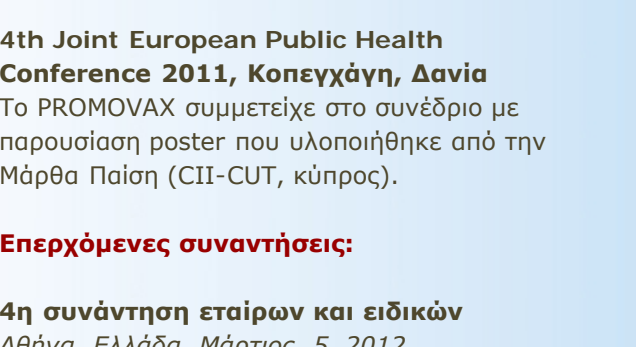 4th Joint European Public Health
Conference 2011, Κοπεγχάγη, Δανία
Το PROMOVAX συμμετείχε στο συνέδριο με
παρουσίαση poster που υλοποιήθηκε από την
Μάρθα Παίση (CII-CUT, κύπρος).
Επερχόμενες συναντήσεις:
4η συνάντηση εταίρων και ειδικών
Αθήνα, Ελλάδα, Μάρτιος, 5, 2012